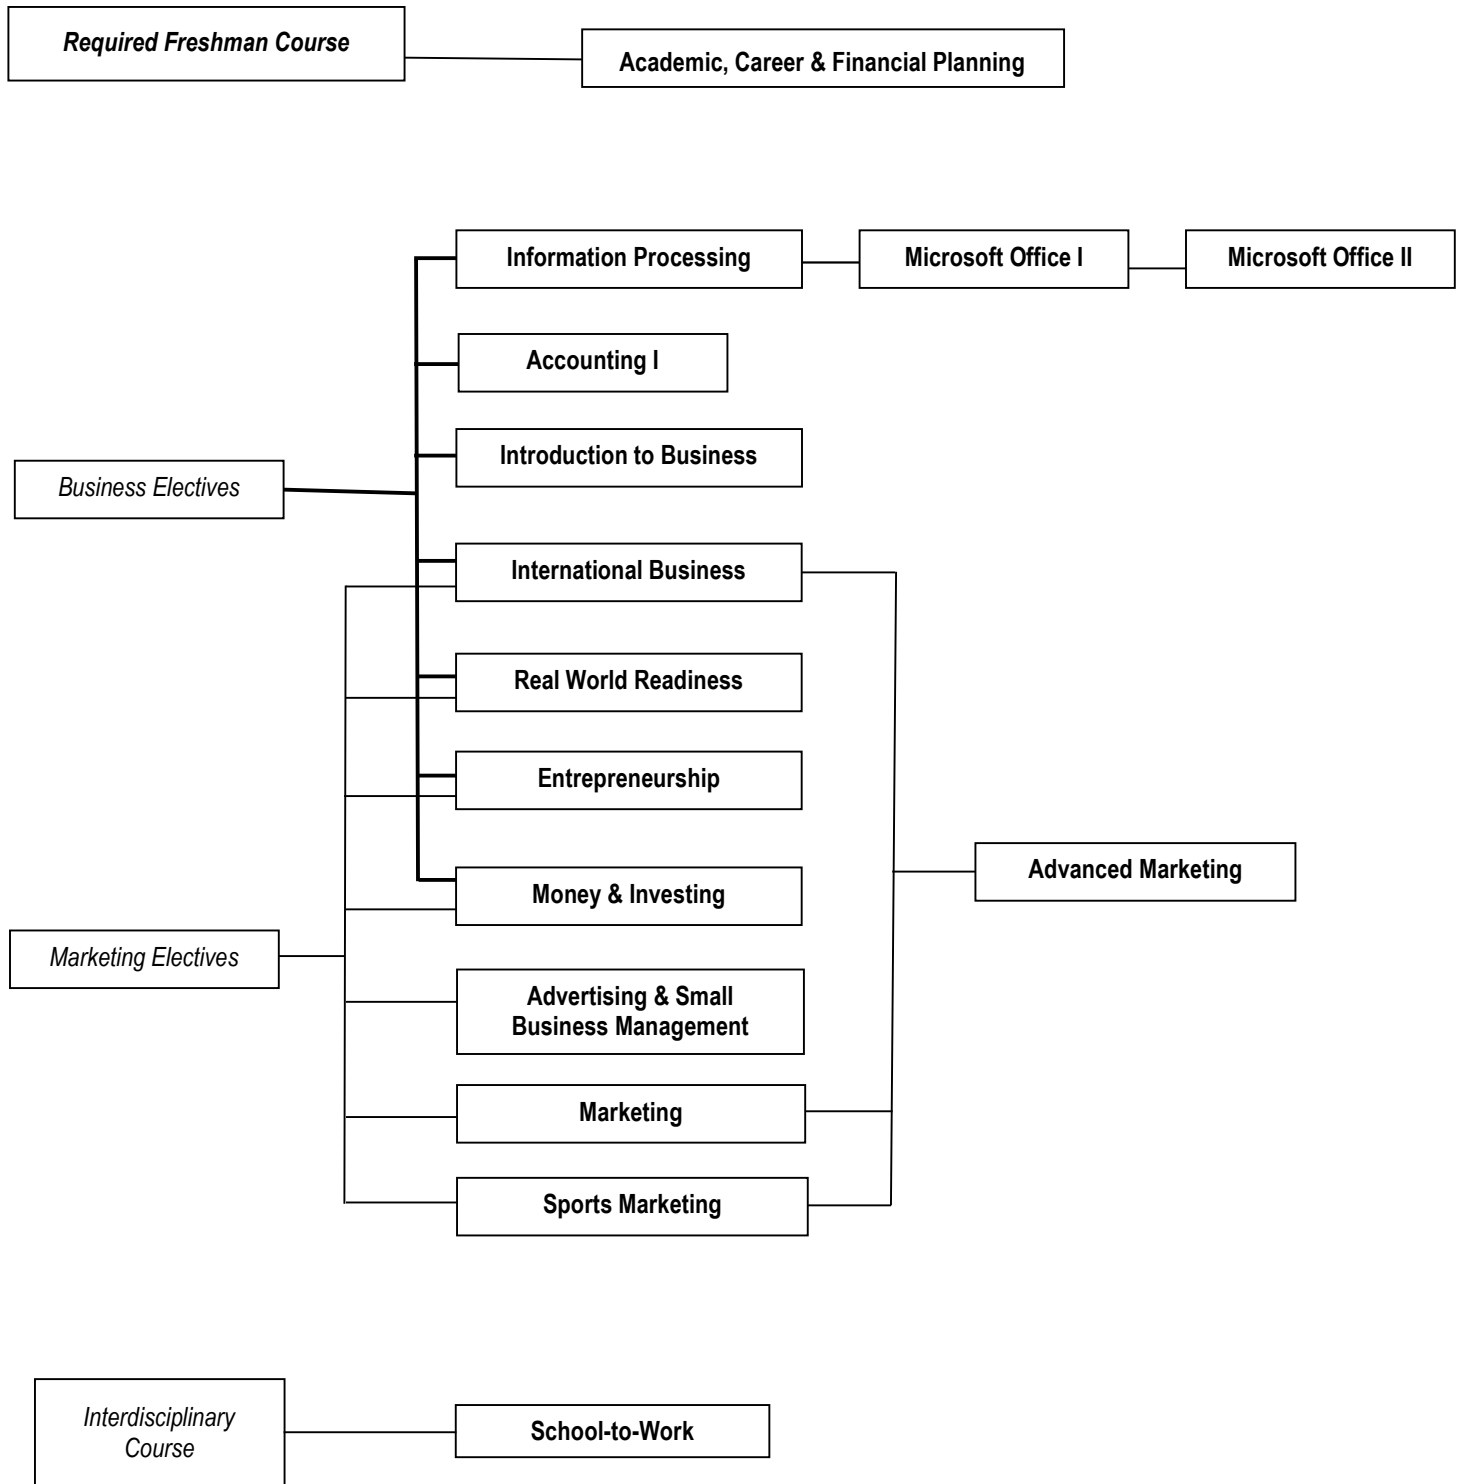 Required Freshman Course
Academic, Career & Financial Planning
Information Processing
Microsoft Office I
Microsoft Office II
Accounting I
Introduction to Business
Business Electives
International Business
Real World Readiness
Entrepreneurship
Advanced Marketing
Money & Investing
Marketing Electives
Advertising & Small
Business Management
Marketing
Sports Marketing
Interdisciplinary
Course
School-to-Work